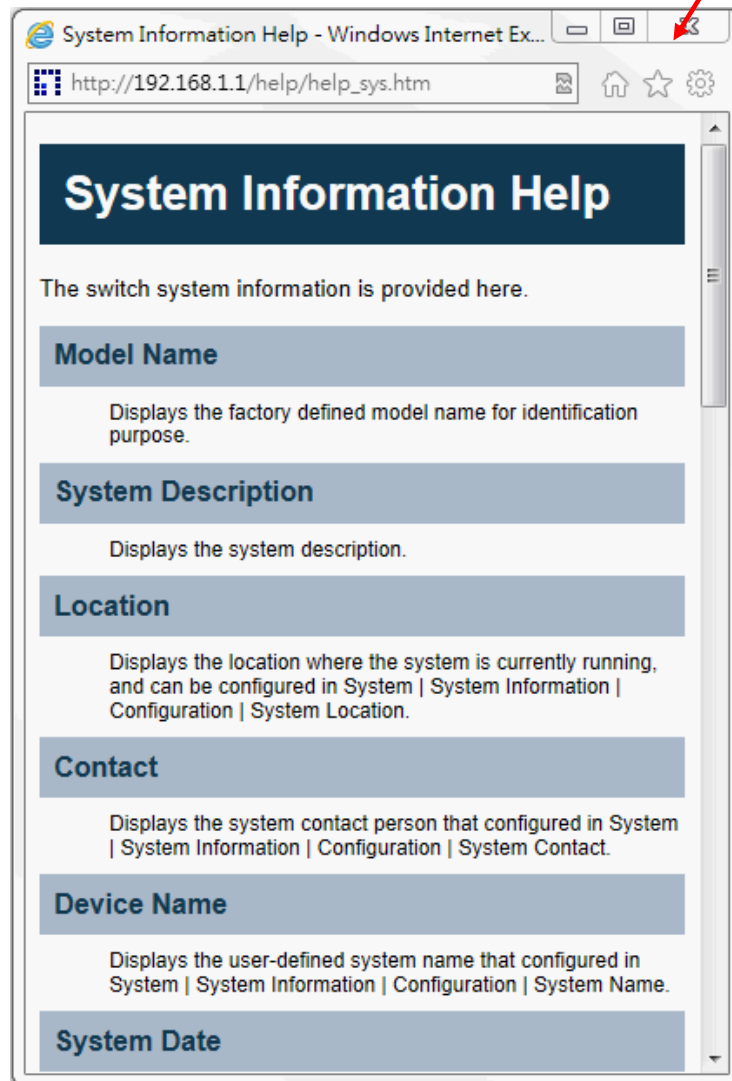 System Information Help - Windows Internet Ex...
http://192.168.1.1/help/help_sys.htm
System Information Help
The switch system information is provided here.
Model Name
Displays the factory defined model name for identification
purpose.
System Description
Displays the system description.
Location
Displays the location where the system is currently running,
and can be configured in System | System Information |
Configuration | System Location.
Contact
Displays the system contact person that configured in System
| System Information | Configuration | System Contact.
Device Name
Displays the user-defined system name that configured in
System | System Information | Configuration | System Name.
System Date